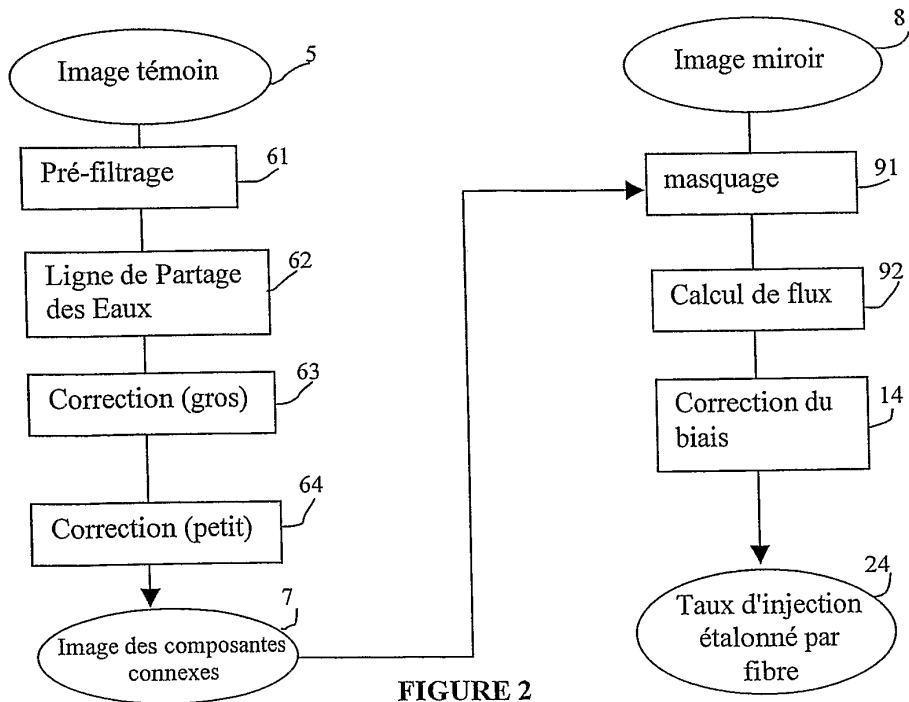 Image témoin
5
Pré-filtrage
61
Ligne de Partage
des Eaux
62
Correction (gros)
63
Correction (petit)
64
Image des composantes
connexes
7
Image miroir
8
masquage
91
Calcul de flux
92
Correction du
biais
14
Taux d'injection
étalonné par
fibre
24
FIGURE 2